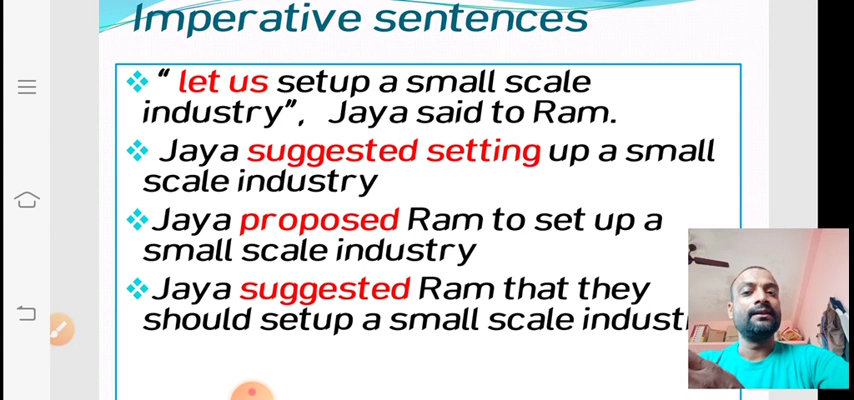 Imperative sentences
“ let us setup a small scale
industry”, Jaya said to Ram.
Jaya suggested setting up a small
scale industry
Jaya proposed Ram to set up a
small scale industry
Jaya suggested Ram that they
should setup a small scale